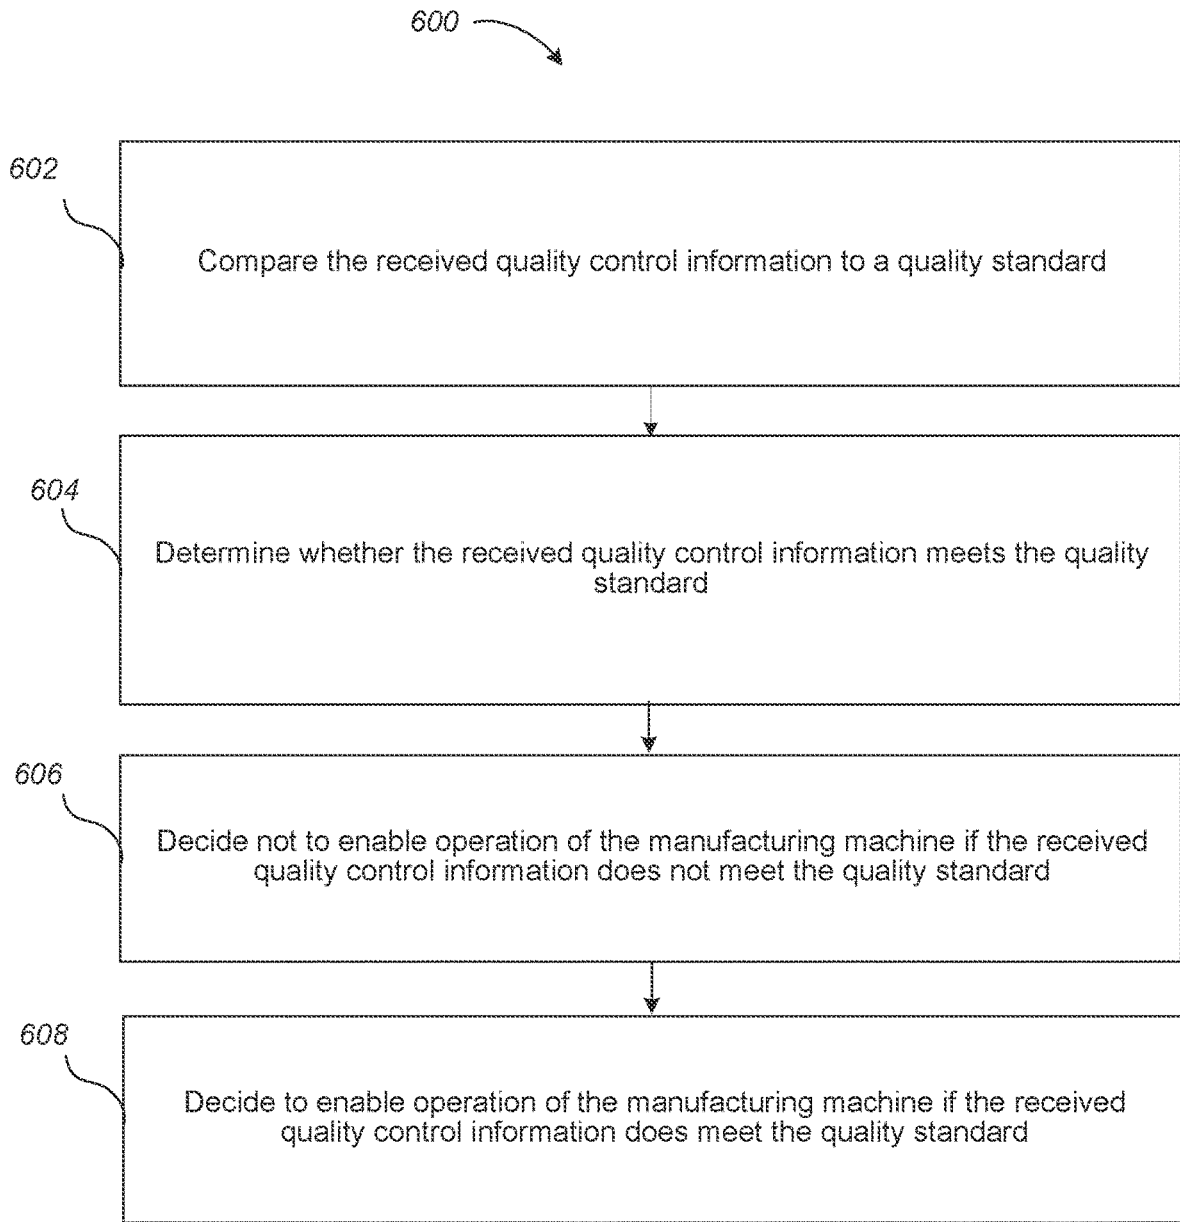 600
602
Compare the received quality control information to a quality standard
604
Determine whether the received quality control information meets the quality
standard
606
Decide not to enable operation of the manufacturing machine if the received
quality control information does not meet the quality standard
608
Decide to enable operation of the manufacturing machine if the received
quality control information does meet the quality standard